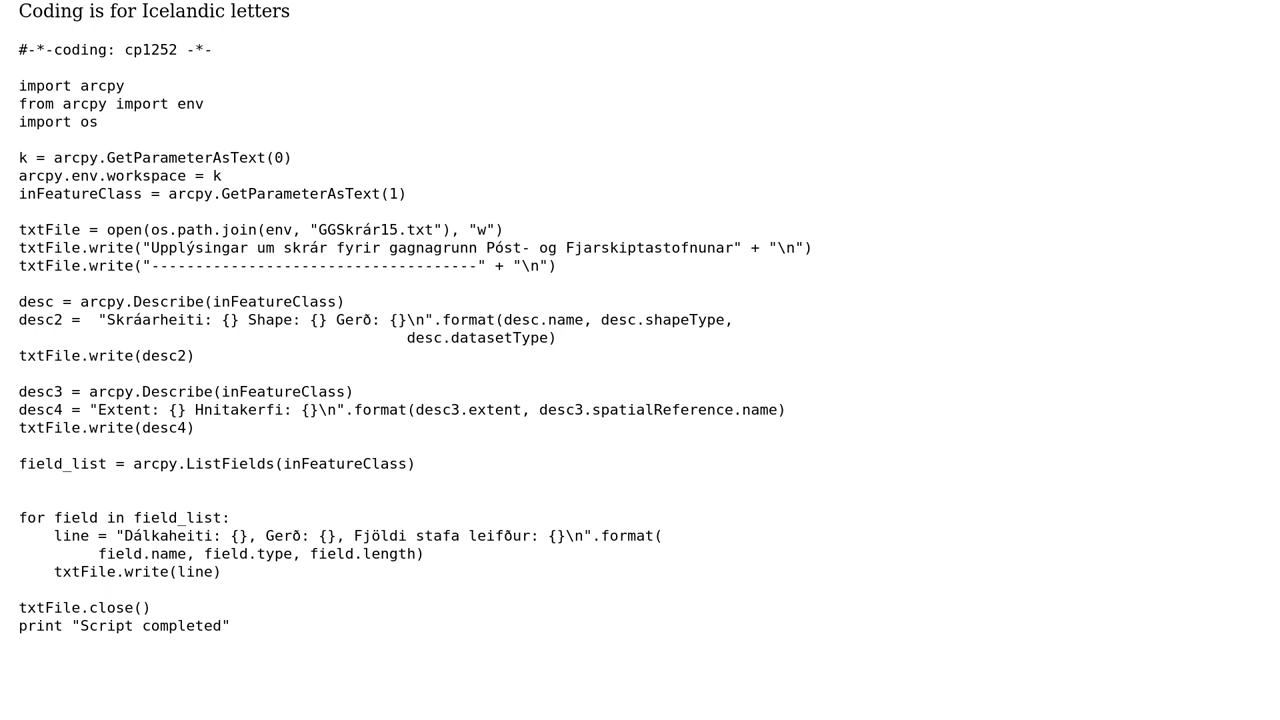 Coding is for Icelandic letters
#-*-coding: cp1252 -*-
import arcpy
from arcpy import env
import os
k = arcpy.GetParameterAsText(0)
arcpy.env.workspace = k
inFeatureClass = arcpy.GetParameterAsText(1)
txtFile = open(os.path.join(env, "GGSkrár15.txt"), "w")
txtFile.write("Upplýsingar um skrár fyrir gagnagrunn Póst- og Fjarskiptastofnunar" + "\n")
txtFile.write("-------------------------------------" + "\n")
desc = arcpy.Describe(inFeatureClass)
desc2 =  "Skráarheiti: {} Shape: {} Gerð: {}\n".format(desc.name, desc.shapeType,
                                            desc.datasetType)
txtFile.write(desc2)
desc3 = arcpy.Describe(inFeatureClass)
desc4 = "Extent: {} Hnitakerfi: {}\n".format(desc3.extent, desc3.spatialReference.name)
txtFile.write(desc4)
field_list = arcpy.ListFields(inFeatureClass)
for field in field_list:
    line = "Dálkaheiti: {}, Gerð: {}, Fjöldi stafa leifður: {}\n".format(
         field.name, field.type, field.length)
    txtFile.write(line)
txtFile.close()
print "Script completed"